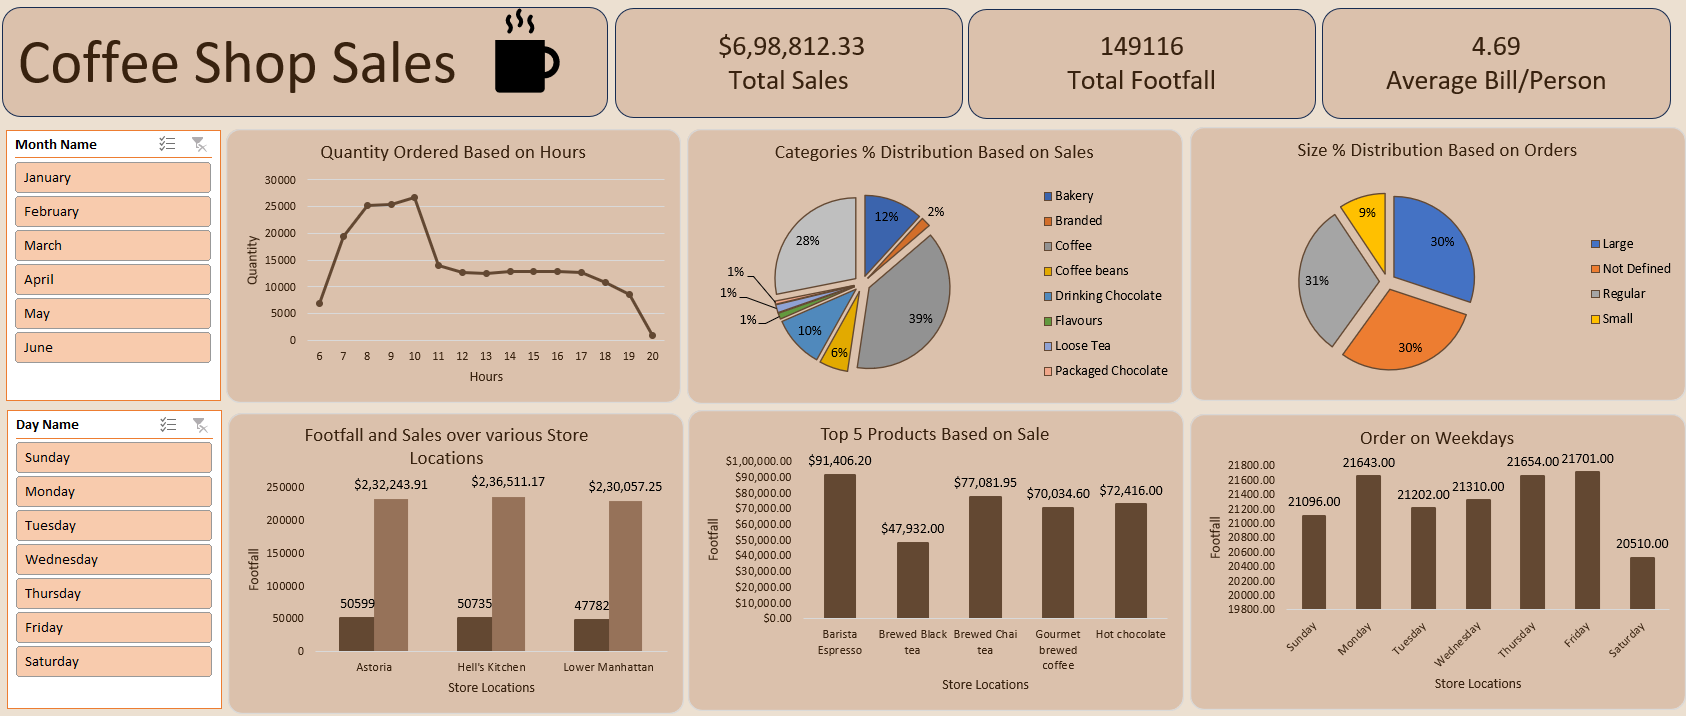 Coffee Shop Sales
$6,98,812.33
Total Sales
149116
Total Footfall
4.69
Average Bill/Person
Month Name
January
February
March
April
May
June
Day Name
Sunday
Monday
Tuesday
Wednesday
Thursday
Friday
Saturday
Quantity Ordered Based on Hours
Quantity
30000
25000
20000
15000
10000
5000
0
6 7 8 9 10 11 12 13 14 15 16 17 18 19 20
Hours
Categories % Distribution Based on Sales
12%
2%
39%
6%
10%
1%
1%
1%
28%
Bakery
Branded
Coffee
Coffee beans
Drinking Chocolate
Flavours
Loose Tea
Packaged Chocolate
Size % Distribution Based on Orders
30%
30%
31%
9%
Large
Not Defined
Regular
Small
Footfall and Sales over various Store
Locations
Footfall
250000
200000
150000
100000
50000
0
$2,32,243.91
$2,36,511.17
$2,30,057.25
50599
50735
47782
Astoria
Hell's Kitchen
Lower Manhattan
Store Locations
Top 5 Products Based on Sale
Footfall
$1,00,000.00
$90,000.00
$80,000.00
$70,000.00
$60,000.00
$50,000.00
$40,000.00
$30,000.00
$20,000.00
$10,000.00
$0.00
$91,406.20
$47,932.00
$77,081.95
$70,034.60
$72,416.00
Barista
Espresso
Brewed Black
tea
Brewed Chai
tea
Gourmet
brewed
coffee
Hot chocolate
Store Locations
Order on Weekdays
Footfall
21800.00
21600.00
21400.00
21200.00
21000.00
20800.00
20600.00
20400.00
20200.00
20000.00
19800.00
21096.00
21643.00
21202.00
21310.00
21654.00
21701.00
20510.00
Sunday
Monday
Tuesday
Wednesday
Thursday
Friday
Saturday
Store Locations